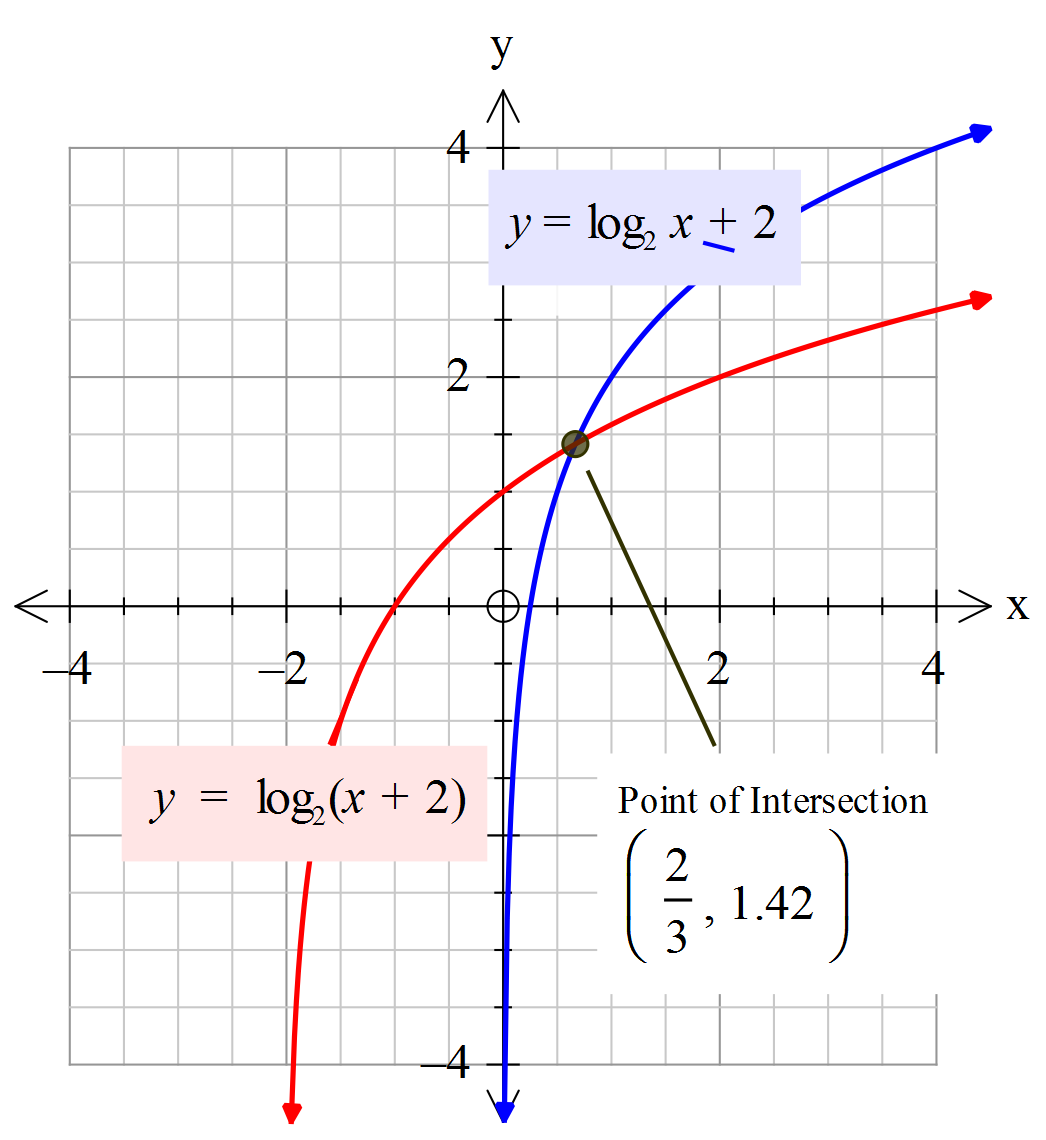 y
4
y = log₂ x + 2
2
x
–4
–2
2
4
y = log₂(x + 2)
Point of Intersection
( 2/3 , 1.42 )
–4